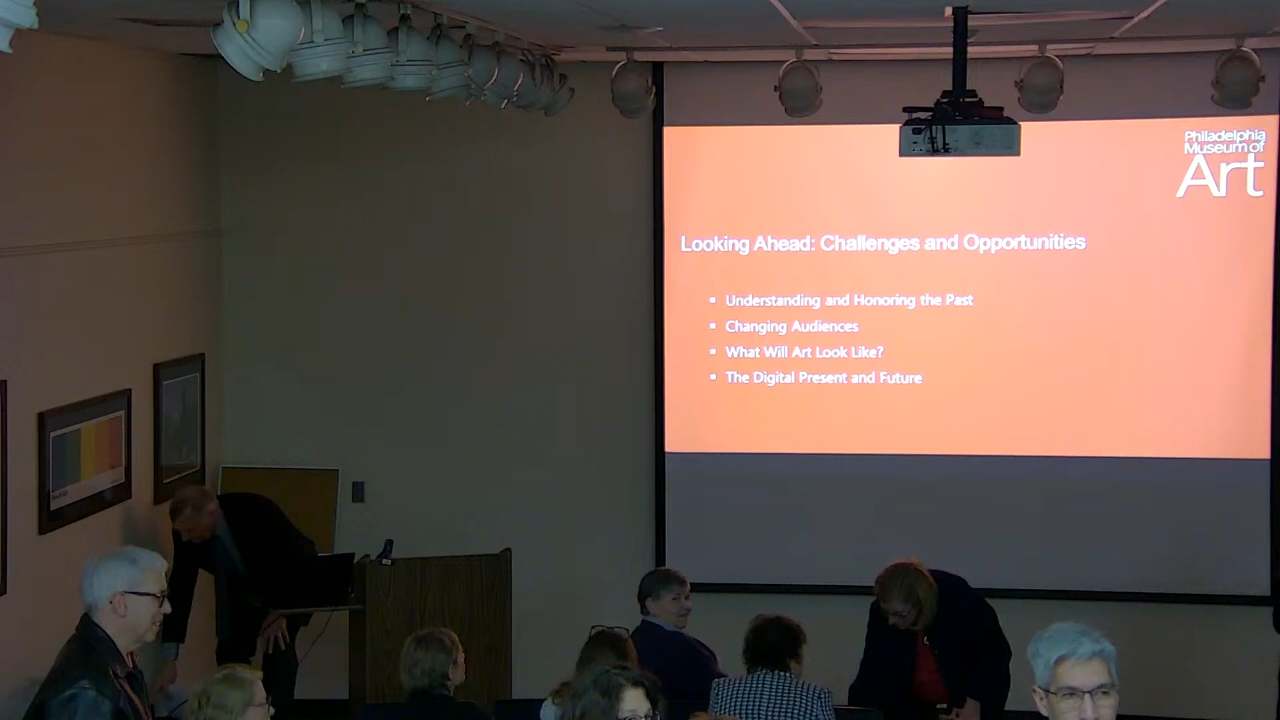 Philadelphia
Museum of
Art
Looking Ahead: Challenges and Opportunities
Understanding and Honoring the Past
Changing Audiences
What Will Art Look Like?
The Digital Present and Future